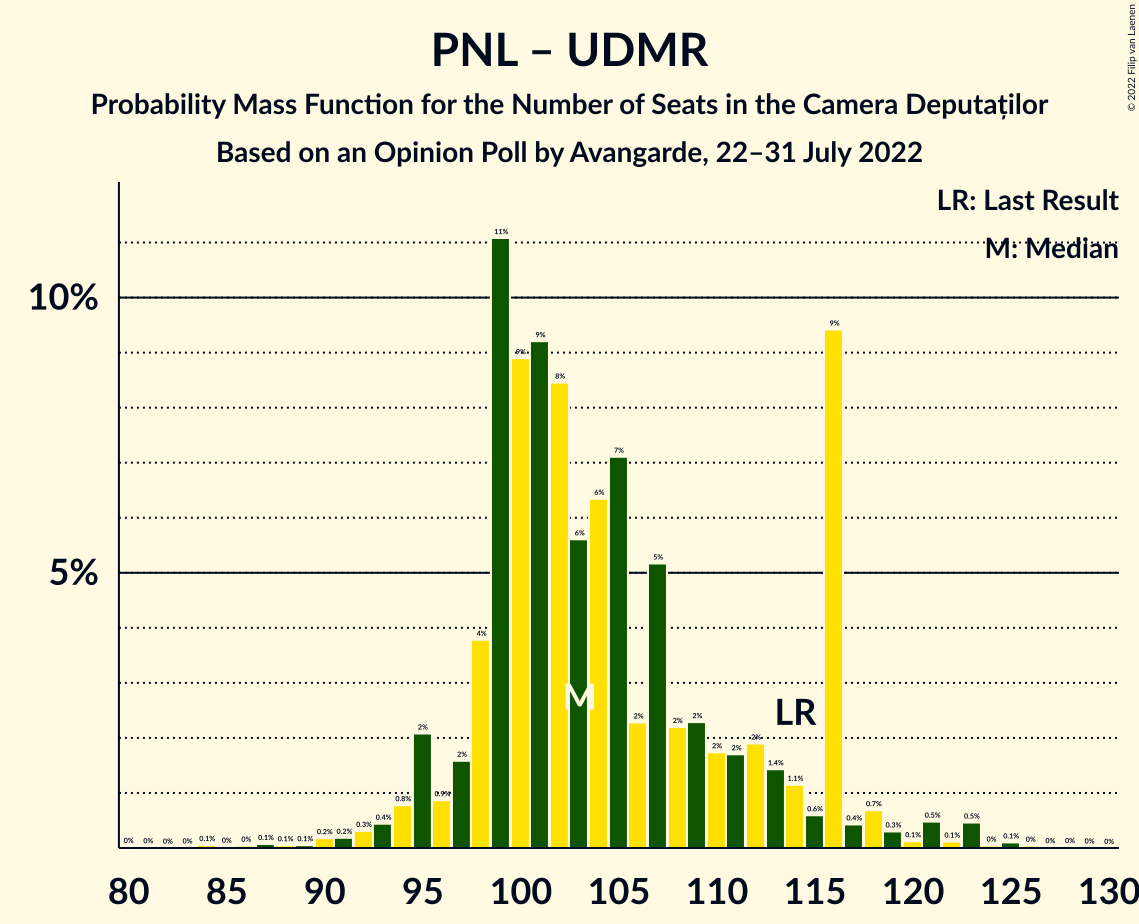 PNL – UDMR
Probability Mass Function for the Number of Seats in the Camera Deputaților
Based on an Opinion Poll by Avangarde, 22–31 July 2022
© 2022 Filip van Laenen
LR: Last Result
M: Median
10%
5%
0% 0% 0% 0% 0.1% 0% 0% 0.1% 0.1% 0.1% 0.2% 0.2% 0.3% 0.4% 0.8% 2% 0.9% 2% 4% 11% 9% 9% 8% 6% 6% 7% 2% 5% 2% 2% 2% 2% 2% 1.4% 1.1% 0.6% 9% 0.4% 0.7% 0.3% 0.1% 0.5% 0.1% 0.5% 0% 0.1% 0% 0% 0% 0% 0%
M
LR
80 85 90 95 100 105 110 115 120 125 130